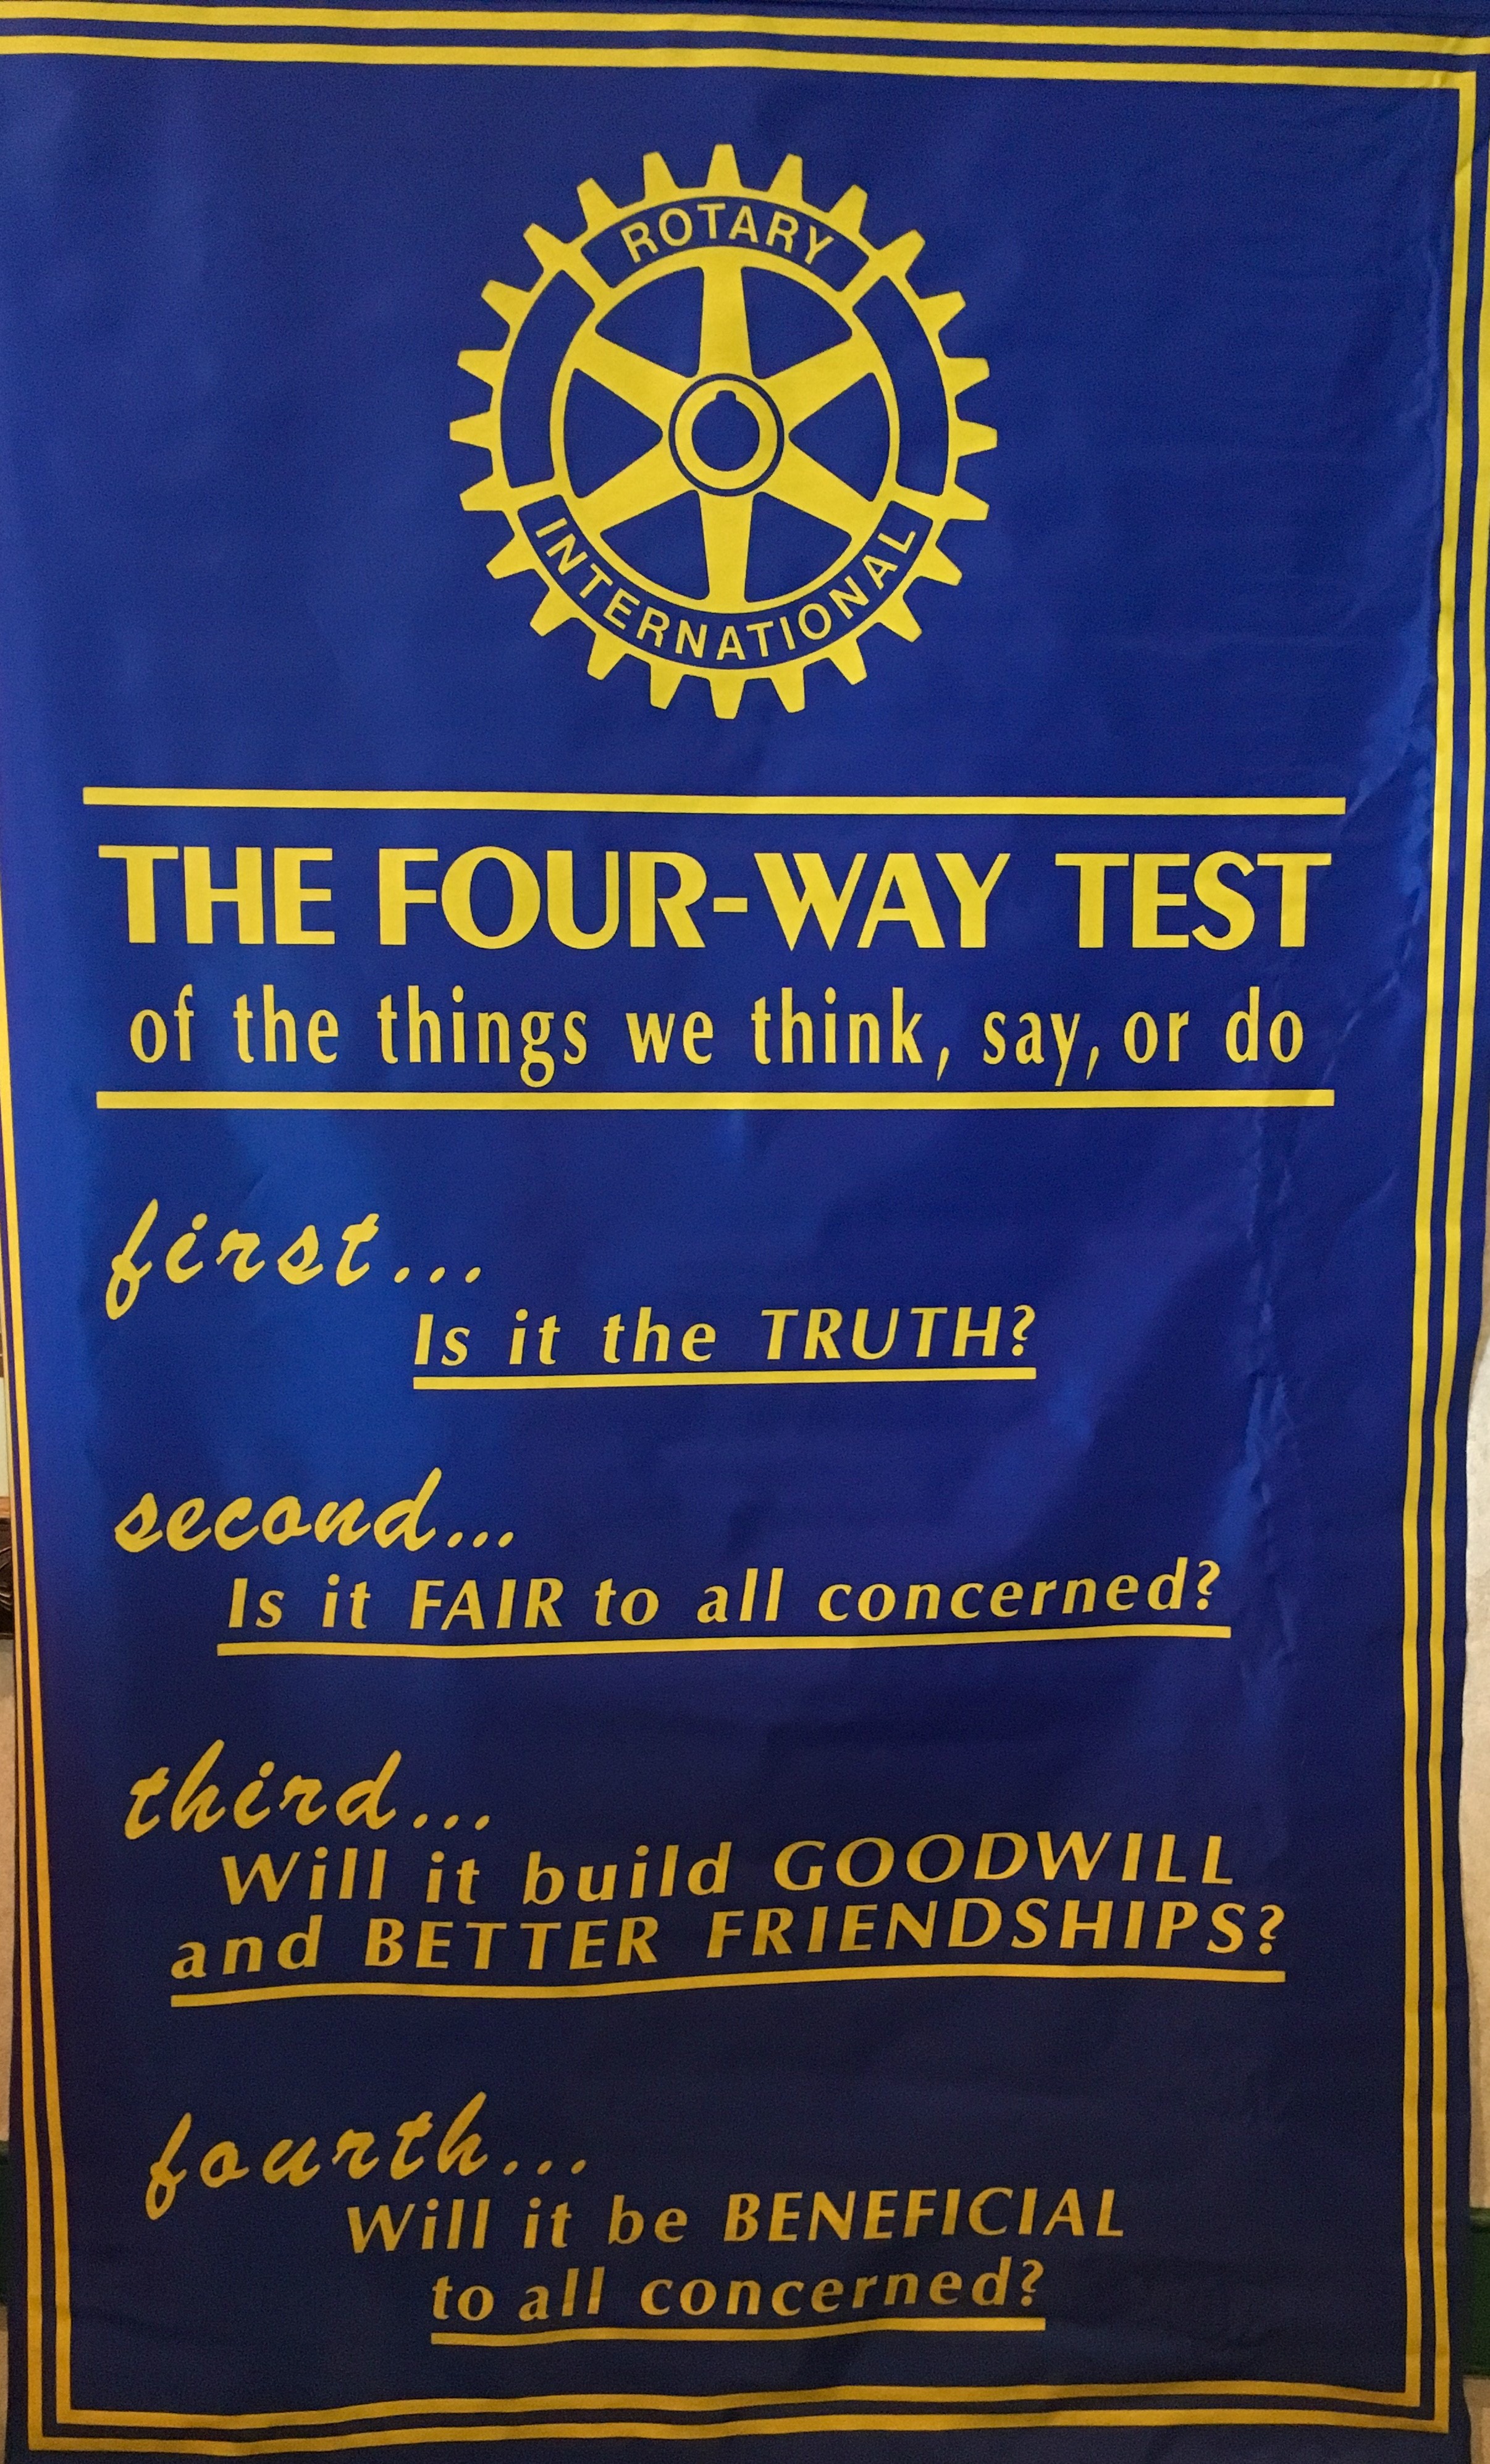 ROTARY
INTERNATIONAL
THE FOUR-WAY TEST
of the things we think, say, or do
first...
Is it the TRUTH?
second...
Is it FAIR to all concerned?
third...
Will it build GOODWILL
and BETTER FRIENDSHIPS?
fourth...
Will it be BENEFICIAL
to all concerned?